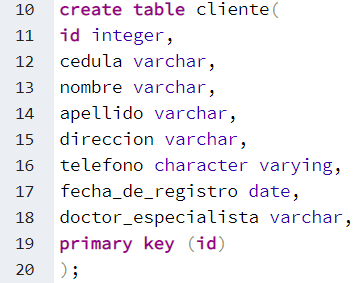 10 create table cliente(
11 id integer,
12 cedula varchar,
13 nombre varchar,
14 apellido varchar,
15 direccion varchar,
16 telefono character varying,
17 fecha_de_registro date,
18 doctor_especialista varchar,
19 primary key (id)
20 );